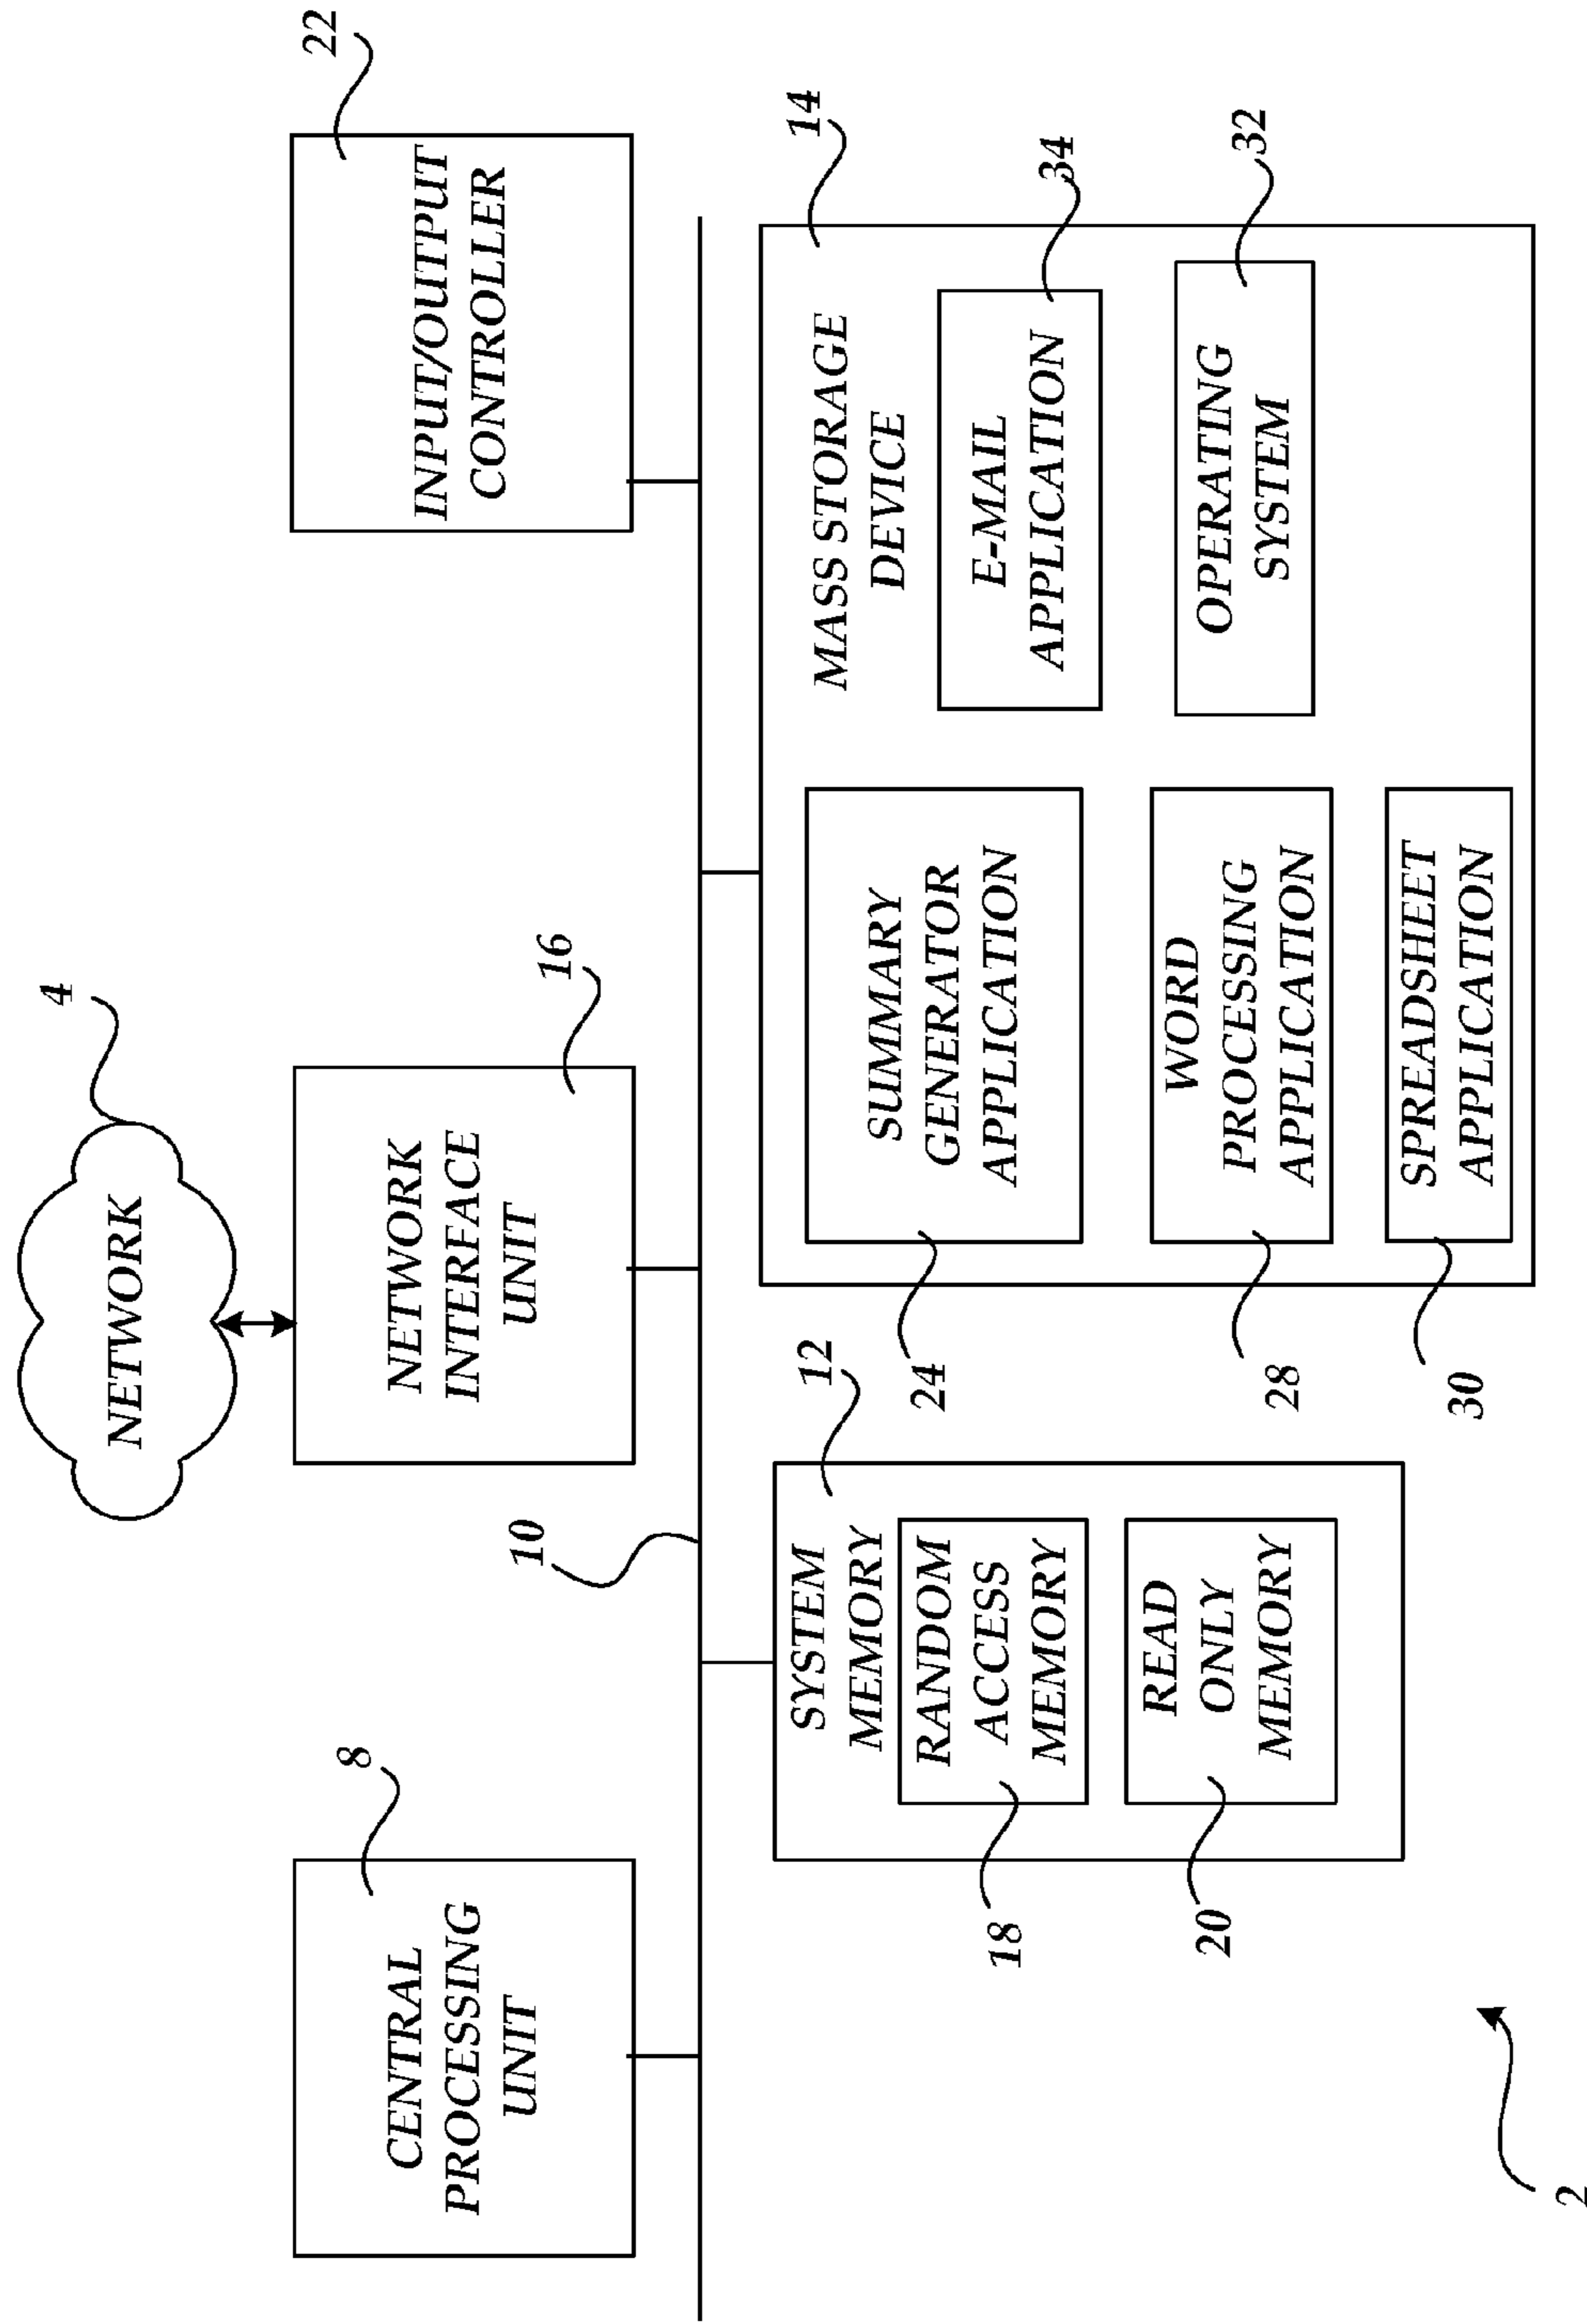 4
NETWORK
8
CENTRAL
PROCESSING
UNIT
16
NETWORK
INTERFACE
UNIT
22
INPUT/OUTPUT
CONTROLLER
10
12
SYSTEM
MEMORY
18
RANDOM
ACCESS
MEMORY
20
READ
ONLY
MEMORY
14
MASS STORAGE
DEVICE
24
SUMMARY
GENERATOR
APPLICATION
34
E-MAIL
APPLICATION
28
WORD
PROCESSING
APPLICATION
32
OPERATING
SYSTEM
30
SPREADSHEET
APPLICATION
2